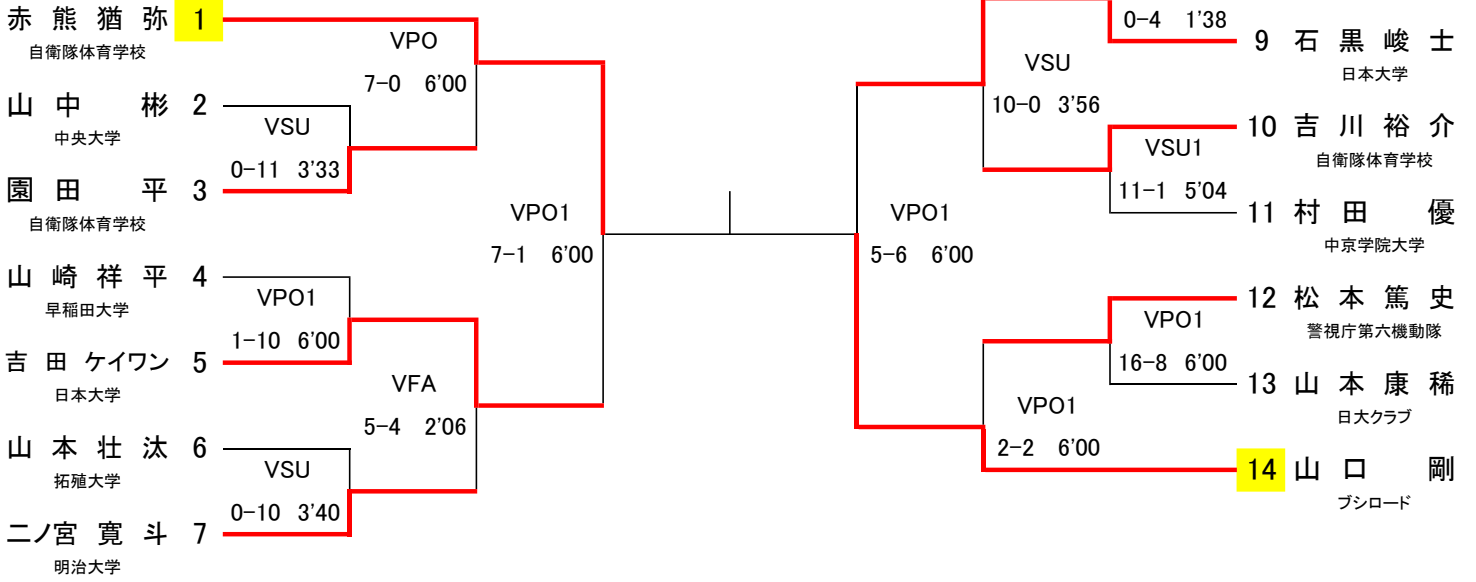 赤 熊 猶 弥 1
自衛隊体育学校
VPO
7-0 6'00
山 中 彬 2
中央大学
VSU
0-11 3'33
園 田 平 3
自衛隊体育学校
VPO1
7-1 6'00
山 崎 祥 平 4
早稲田大学
VPO1
1-10 6'00
吉 田 ケイワン 5
日本大学
VFA
5-4 2'06
山 本 壮 汰 6
拓殖大学
VSU
0-10 3'40
二ノ宮 寛 斗 7
明治大学
0-4 1'38
9 石 黒 峻 士
日本大学
VSU
10-0 3'56
10 吉 川 裕 介
自衛隊体育学校
VSU1
11-1 5'04
11 村 田 優
中京学院大学
VPO1
5-6 6'00
12 松 本 篤 史
警視庁第六機動隊
VPO1
16-8 6'00
13 山 本 康 稀
日大クラブ
VPO1
2-2 6'00
14 山 口 剛
ブシロード